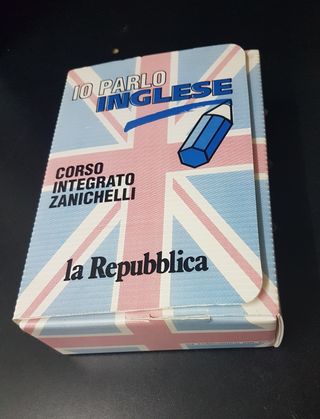 IO PARLO
INGLESE
CORSO
INTEGRATO
ZANICHELLI
la Repubblica